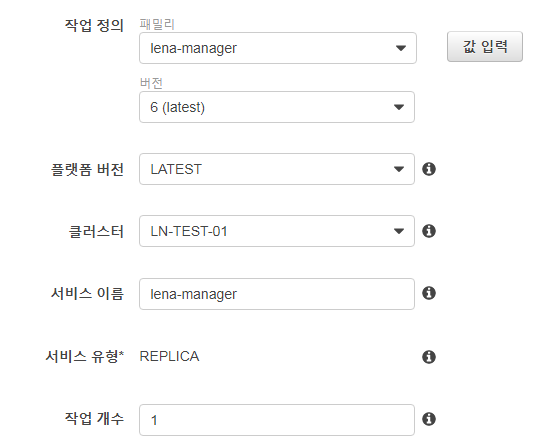 작업 정의
패밀리
lena-manager
값 입력
버전
6 (latest)
플랫폼 버전
LATEST
클러스터
LN-TEST-01
서비스 이름
lena-manager
서비스 유형*
REPLICA
작업 개수
1